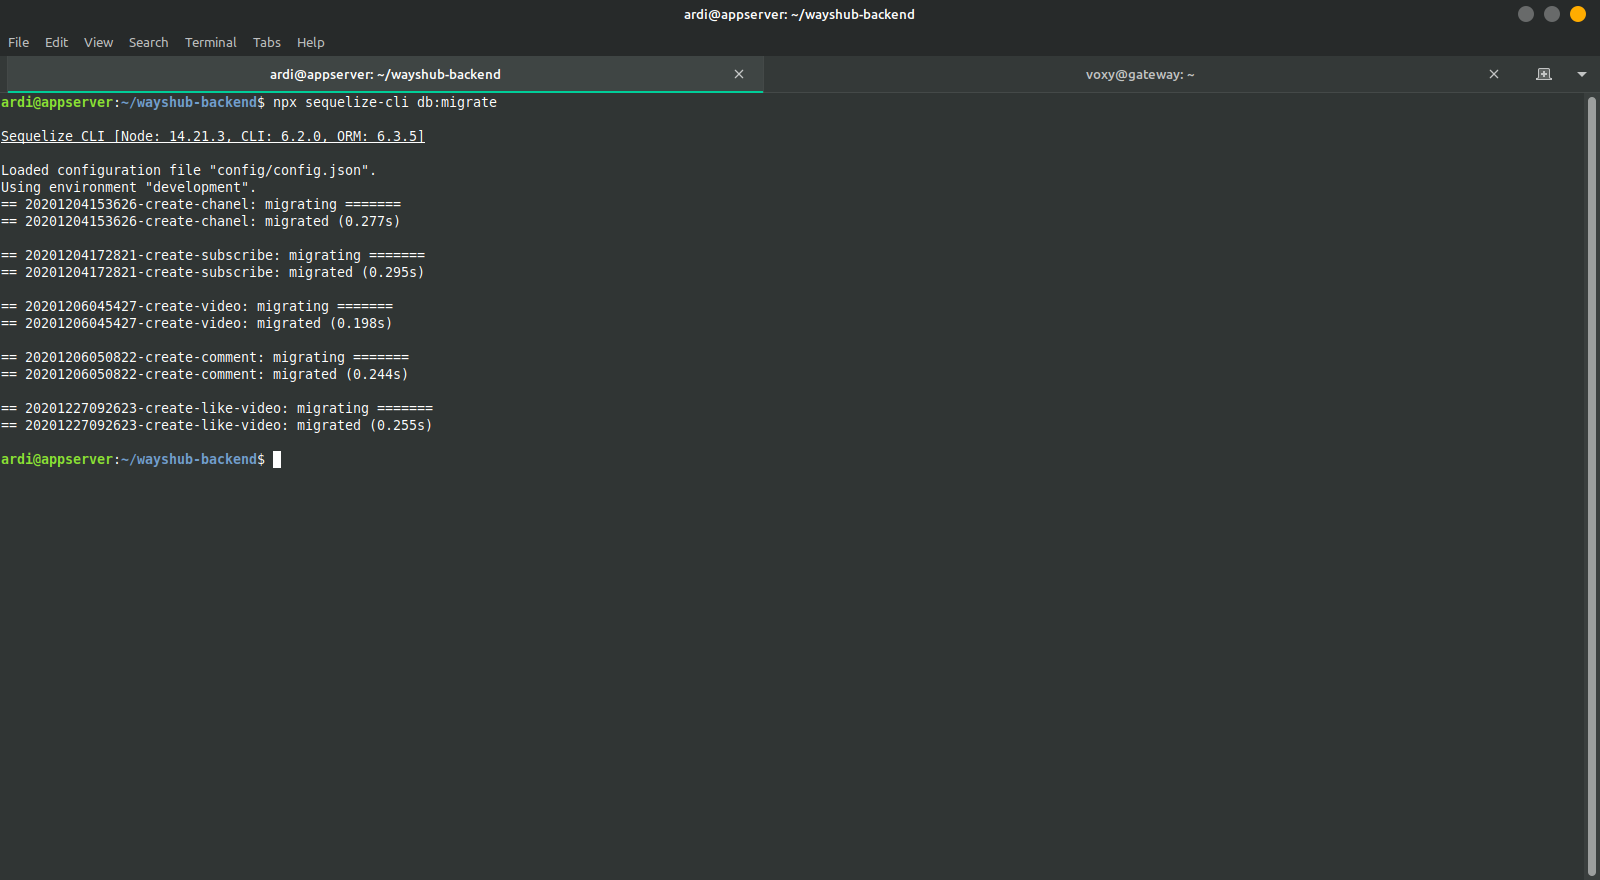 ardi@appserver: ~/wayshub-backend
File Edit View Search Terminal Tabs Help
ardi@appserver: ~/wayshub-backend
voxy@gateway: ~
ardi@appserver:~/wayshub-backend$ npx sequelize-cli db:migrate
Sequelize CLI [Node: 14.21.3, CLI: 6.2.0, ORM: 6.3.5]
Loaded configuration file "config/config.json".
Using environment "development".
== 20201204153626-create-chanel: migrating =======
== 20201204153626-create-chanel: migrated (0.277s)
== 20201204172821-create-subscribe: migrating =======
== 20201204172821-create-subscribe: migrated (0.295s)
== 20201206045427-create-video: migrating =======
== 20201206045427-create-video: migrated (0.198s)
== 20201206050822-create-comment: migrating =======
== 20201206050822-create-comment: migrated (0.244s)
== 20201227092623-create-like-video: migrating =======
== 20201227092623-create-like-video: migrated (0.255s)
ardi@appserver:~/wayshub-backend$